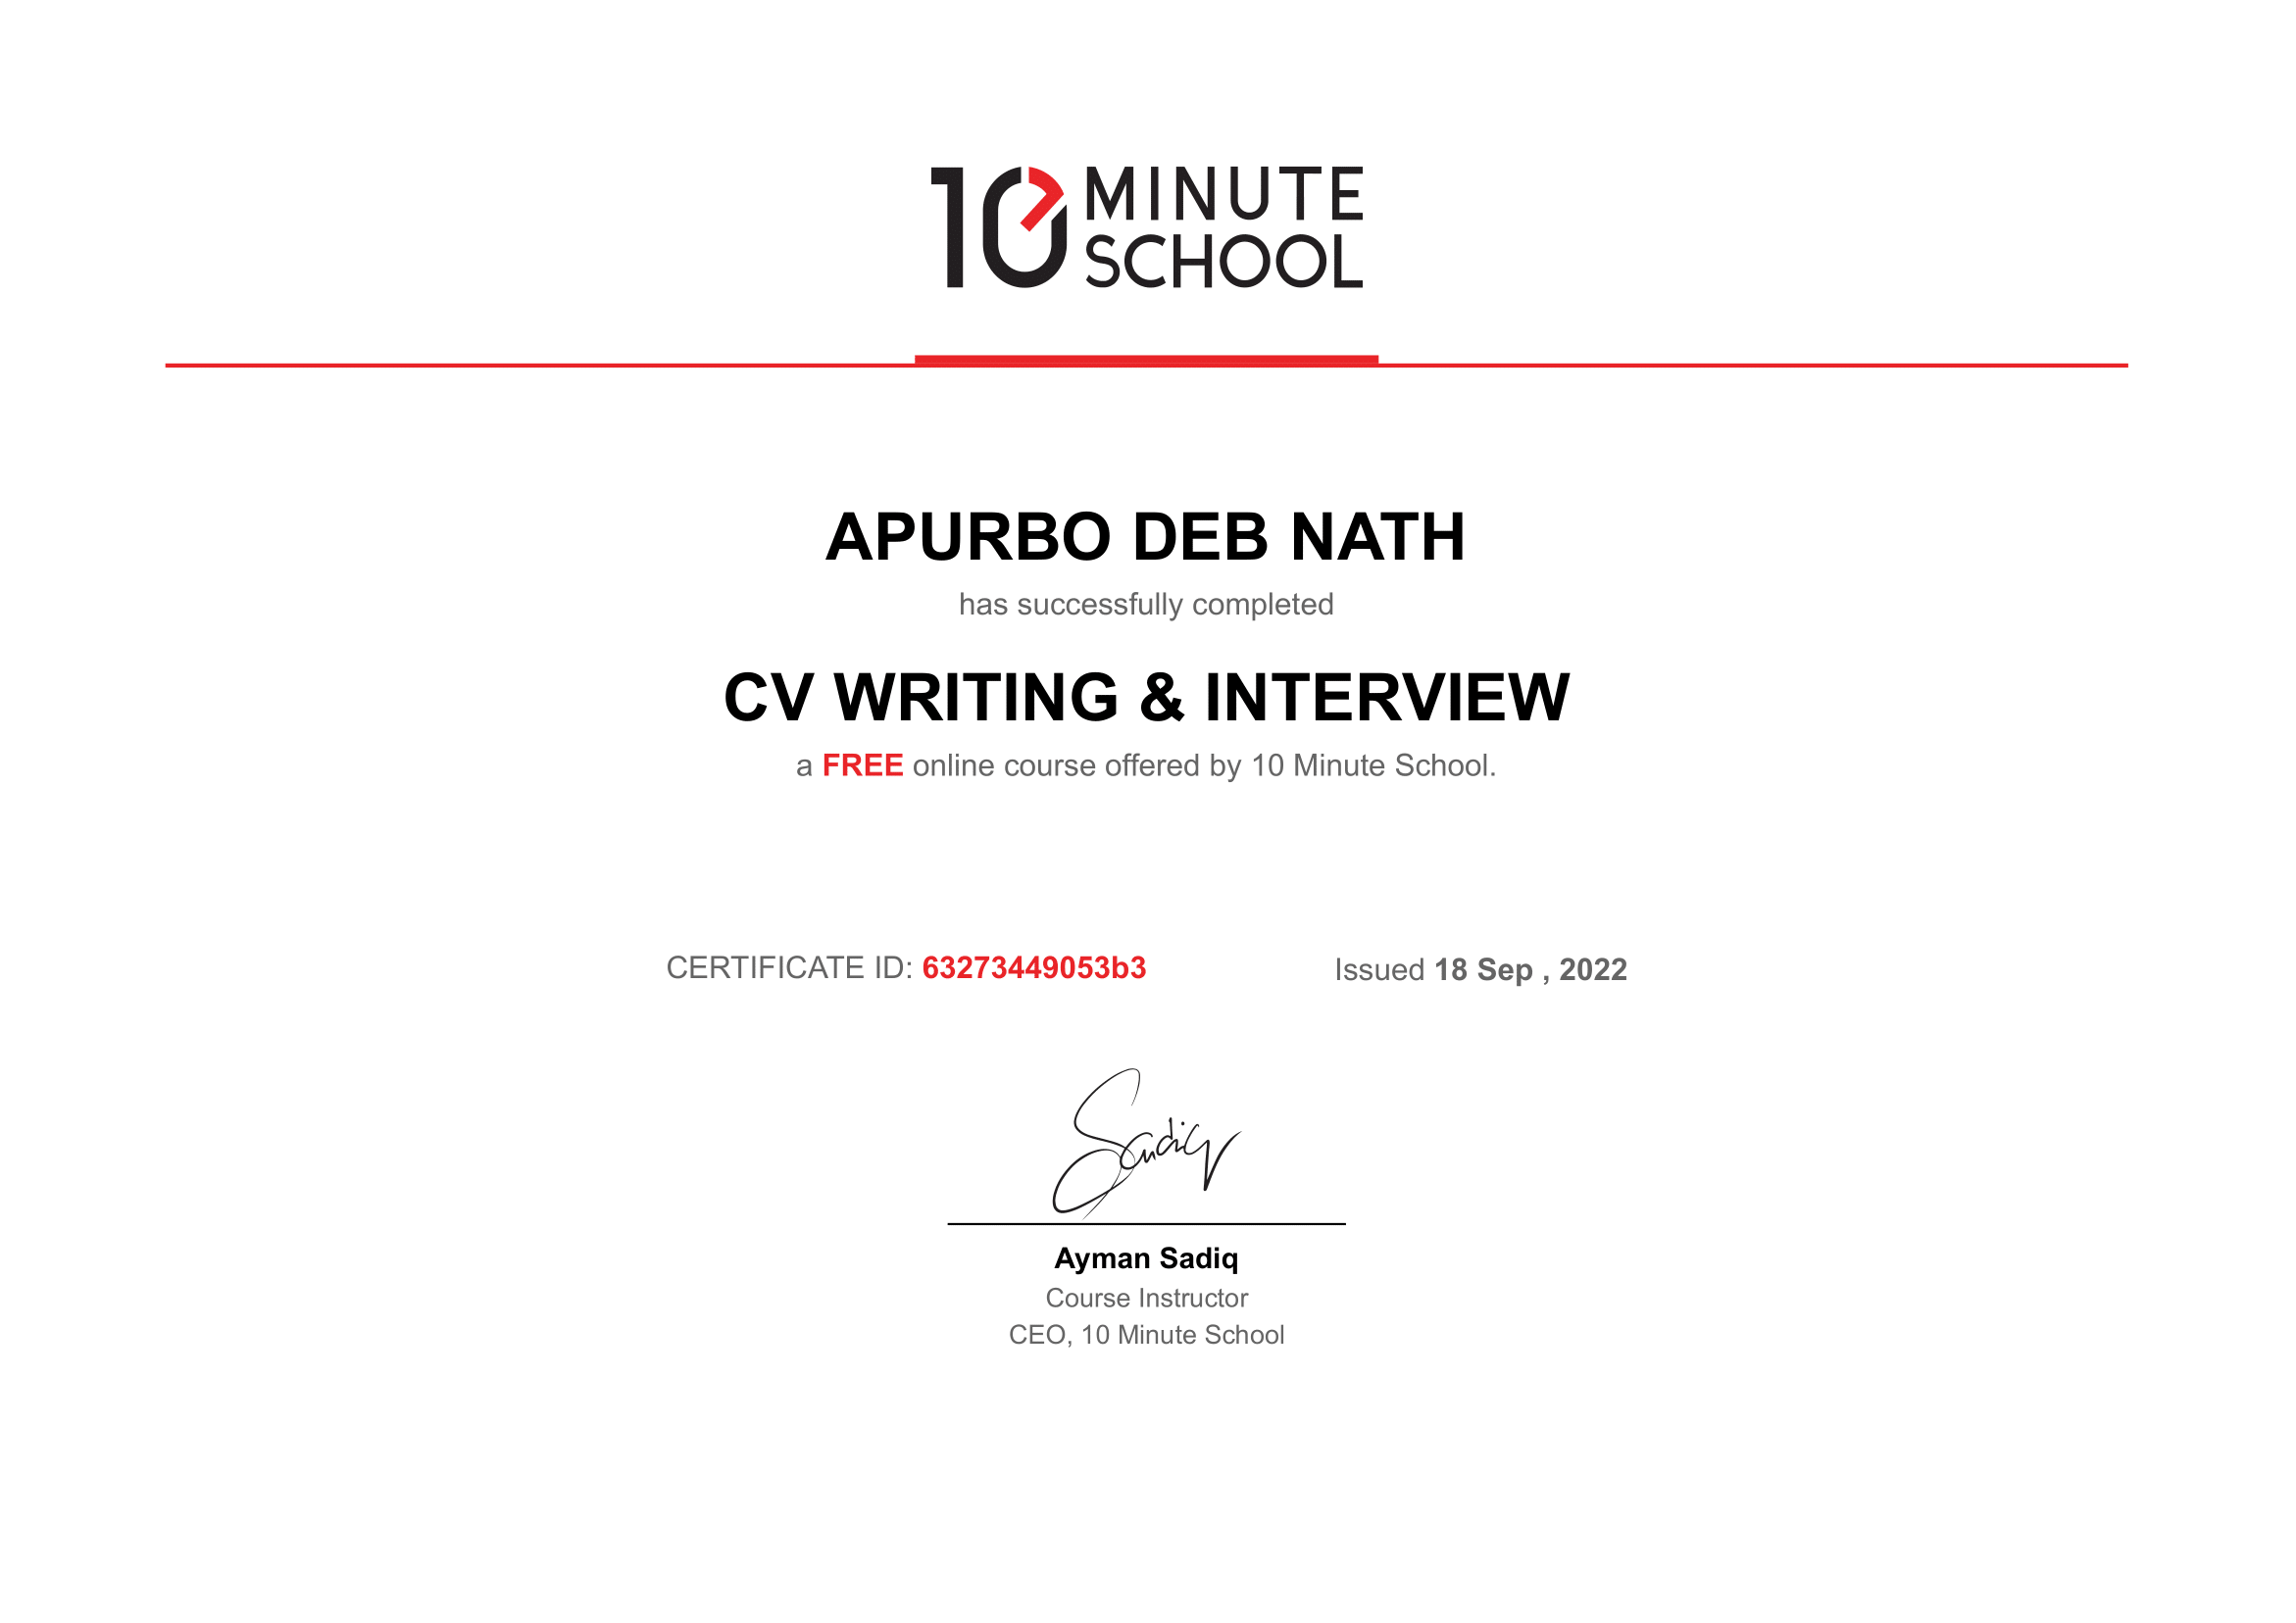 10 MINUTE
SCHOOL
APURBO DEB NATH
has successfully completed
CV WRITING & INTERVIEW
a FREE online course offered by 10 Minute School.
CERTIFICATE ID: 63273449053b3
Issued 18 Sep , 2022
Sadiq
Ayman Sadiq
Course Instructor
CEO, 10 Minute School